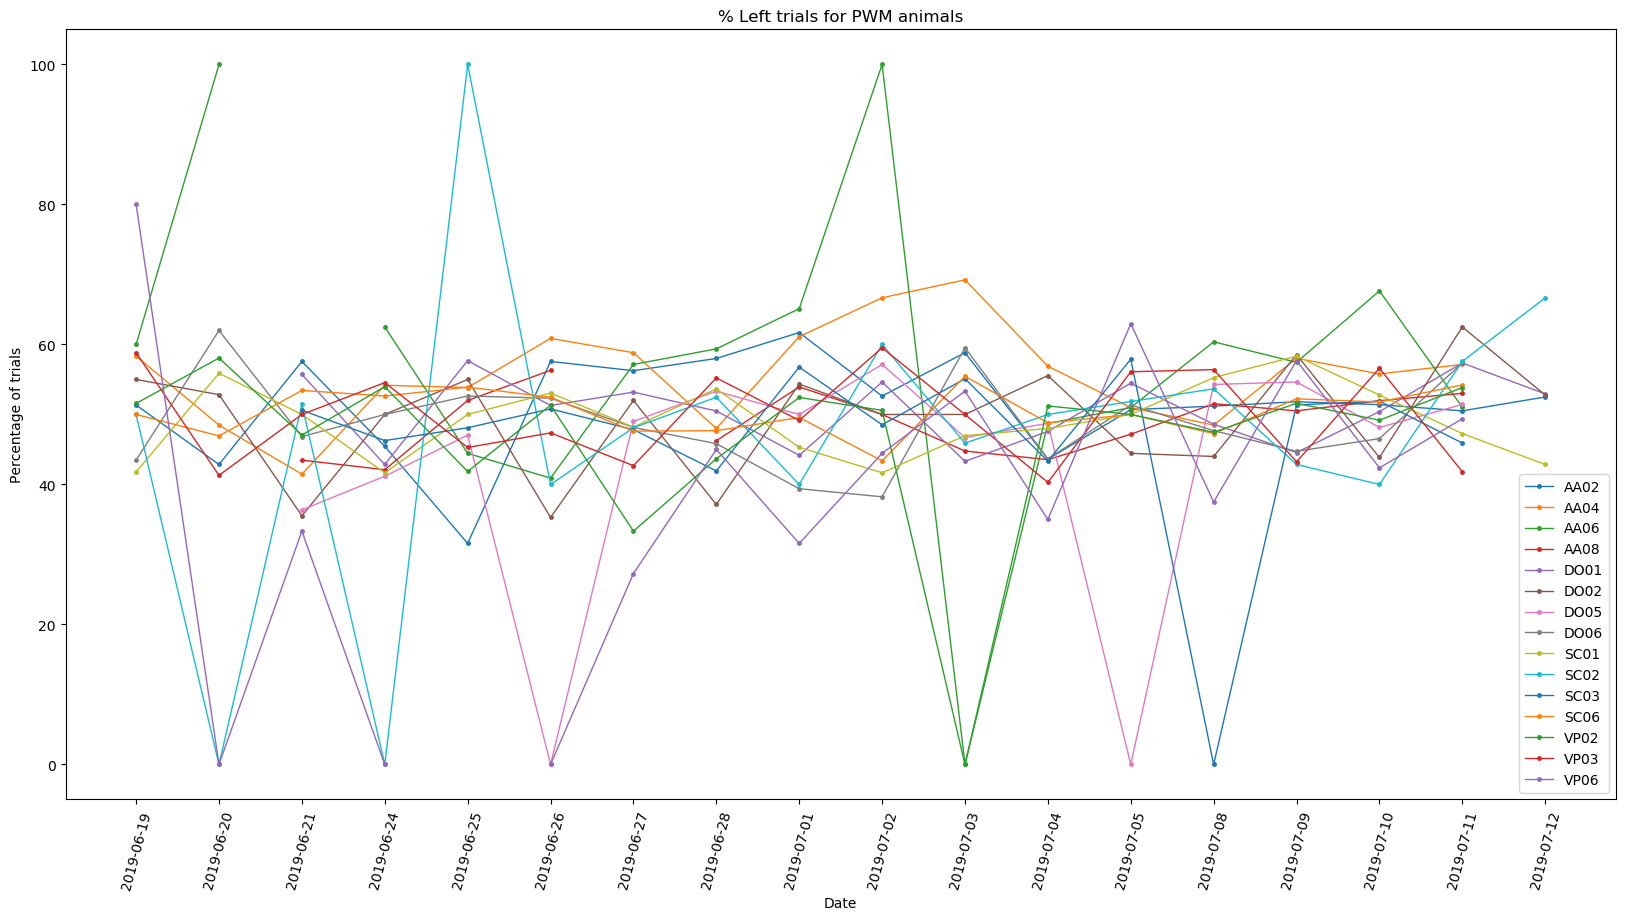 % Left trials for PWM animals
100
80
60
40
20
0
Percentage of trials
2019-06-19
2019-06-20
2019-06-21
2019-06-24
2019-06-25
2019-06-26
2019-06-27
2019-06-28
2019-07-01
2019-07-02
2019-07-03
2019-07-04
2019-07-05
2019-07-08
2019-07-09
2019-07-10
2019-07-11
2019-07-12
Date
AA02
AA04
AA06
AA08
DO01
DO02
DO05
DO06
SC01
SC02
SC03
SC06
VP02
VP03
VP06